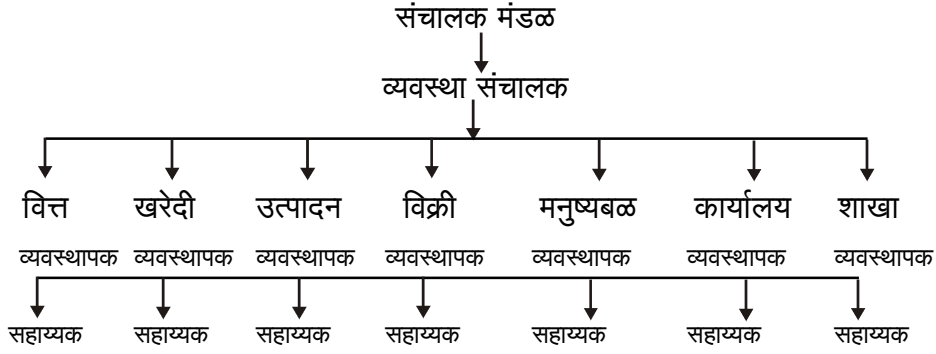 संचालक मंडळ
व्यवस्था संचालक
वित्त खरेदी उत्पादन विक्री मनुष्यबळ कार्यालय शाखा
व्यवस्थापक व्यवस्थापक व्यवस्थापक व्यवस्थापक व्यवस्थापक व्यवस्थापक व्यवस्थापक
सहाय्यक सहाय्यक सहाय्यक सहाय्यक सहाय्यक सहाय्यक सहाय्यक